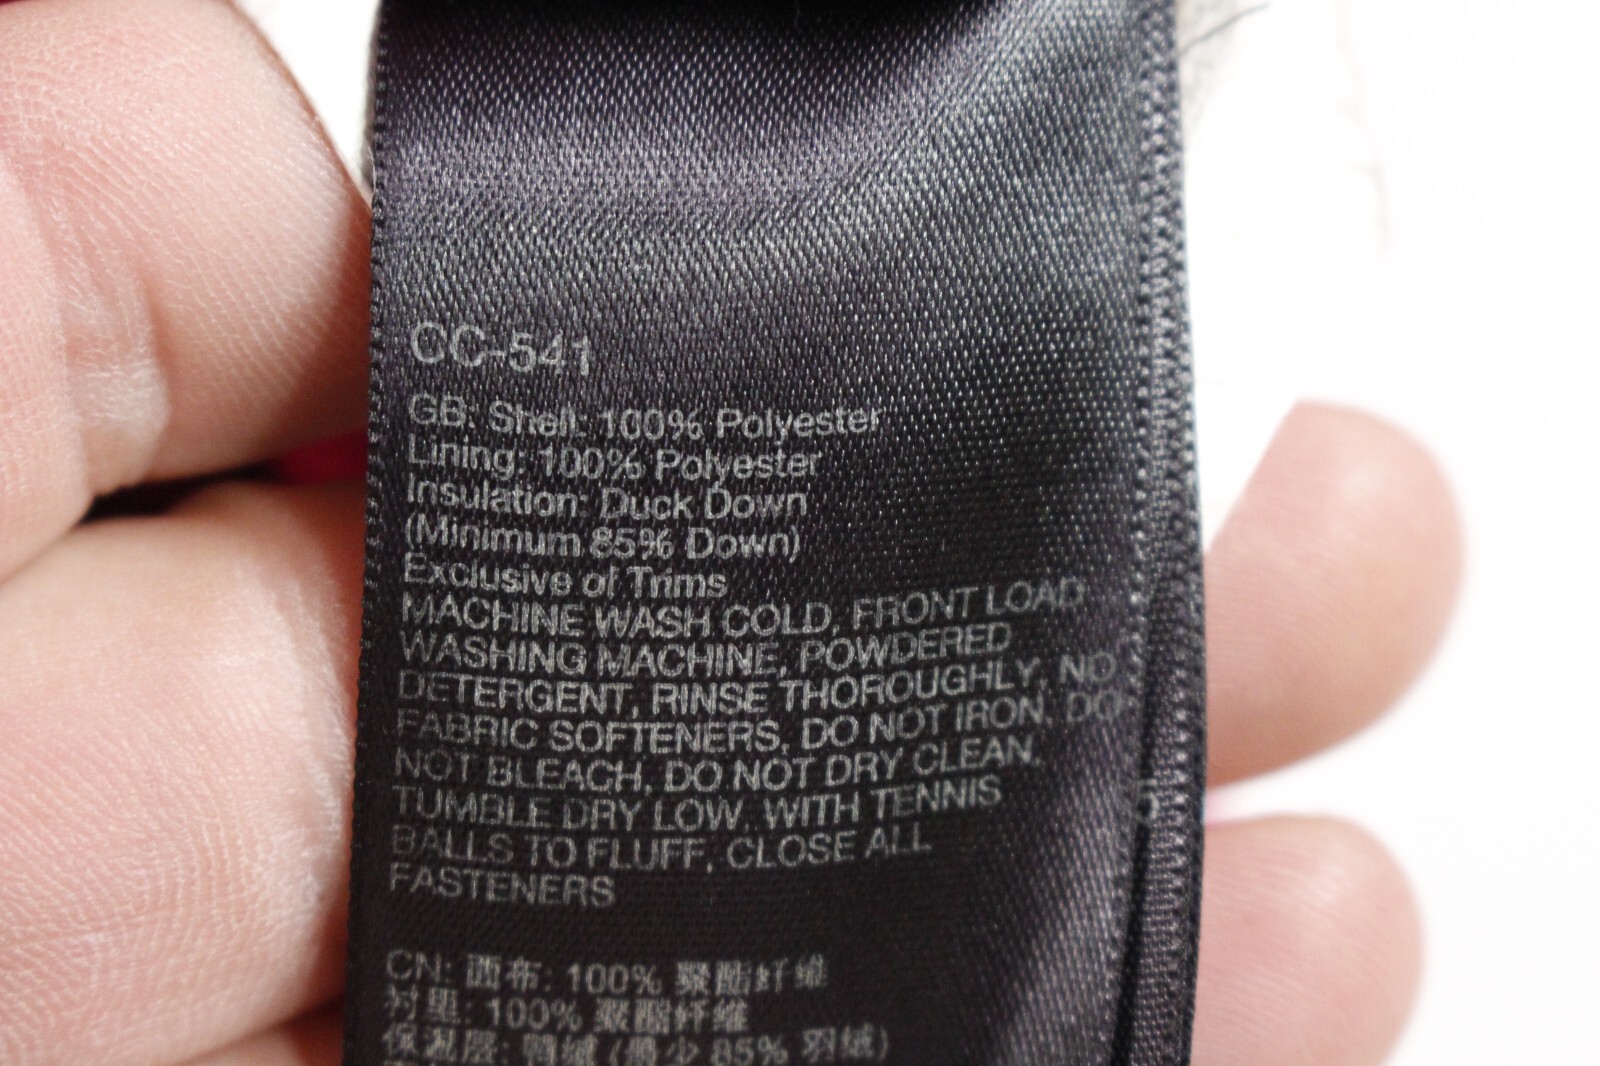 CC-541
GB: Shell: 100% Polyester
Lining: 100% Polyester
Insulation: Duck Down
(Minimum 85% Down)
Exclusive of Trims
MACHINE WASH COLD, FRONT LOAD
WASHING MACHINE, POWDERED
DETERGENT, RINSE THOROUGHLY, NO
FABRIC SOFTENERS, DO NOT IRON, DO
NOT BLEACH, DO NOT DRY CLEAN,
TUMBLE DRY LOW, WITH TENNIS
BALLS TO FLUFF, CLOSE ALL
FASTENERS
CN: 面布: 100% 聚酯纤维
衬里: 100% 聚酯纤维
保温层: 鸭绒 (最少 85% 羽绒)